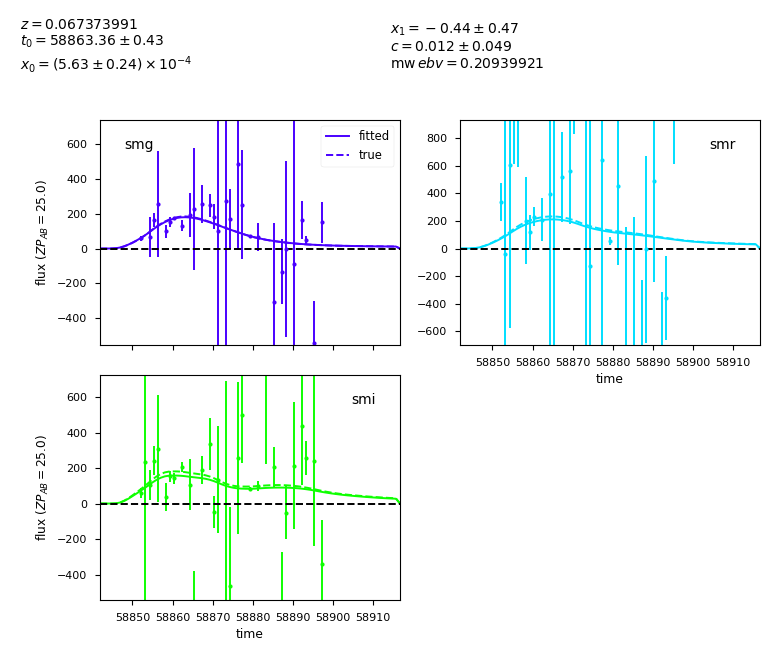 z = 0.067373991
t₀ = 58863.36 ± 0.43
x₀ = (5.63 ± 0.24) × 10⁻⁴
x₁ = −0.44 ± 0.47
c = 0.012 ± 0.049
mw ebv = 0.20939921
smg
fitted
true
flux (ZP_AB = 25.0)
600
400
200
0
−200
−400
smr
800
600
400
200
0
−200
−400
−600
58850 58860 58870 58880 58890 58900 58910
time
smi
flux (ZP_AB = 25.0)
600
400
200
0
−200
−400
58850 58860 58870 58880 58890 58900 58910
time